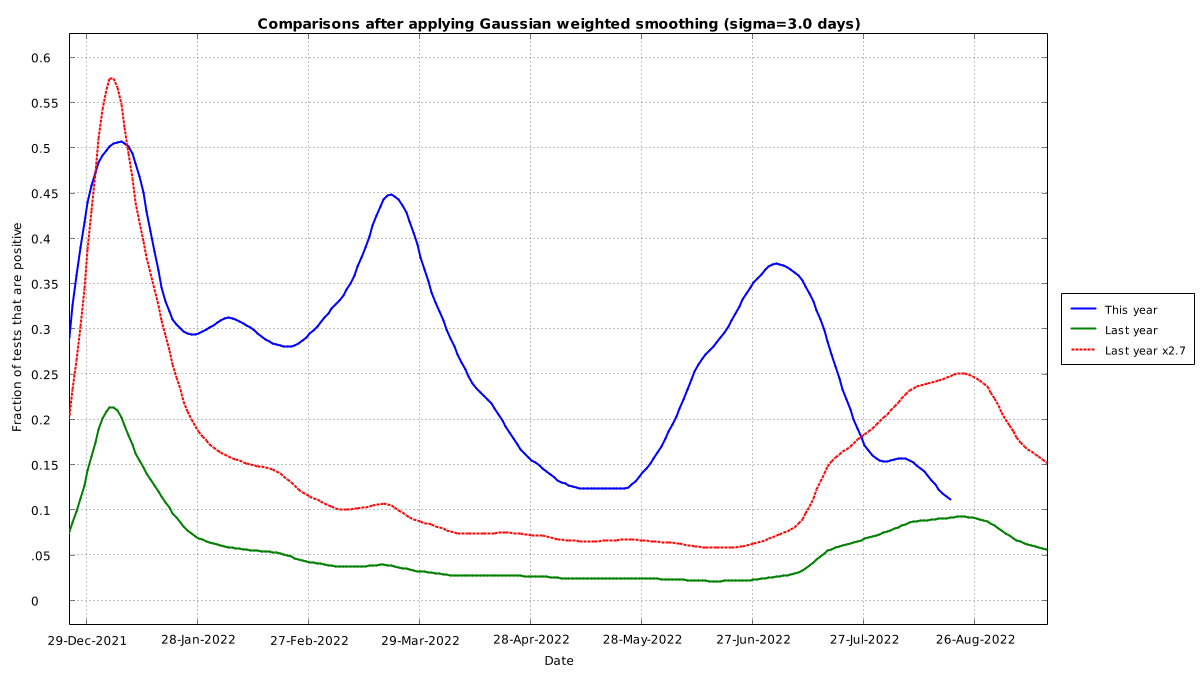 Comparisons after applying Gaussian weighted smoothing (sigma=3.0 days)
0.6
0.55
0.5
0.45
0.4
0.35
0.3
0.25
0.2
0.15
0.1
.05
0
Fraction of tests that are positive
29-Dec-2021
28-Jan-2022
27-Feb-2022
29-Mar-2022
28-Apr-2022
28-May-2022
27-Jun-2022
27-Jul-2022
26-Aug-2022
Date
This year
Last year
Last year x2.7